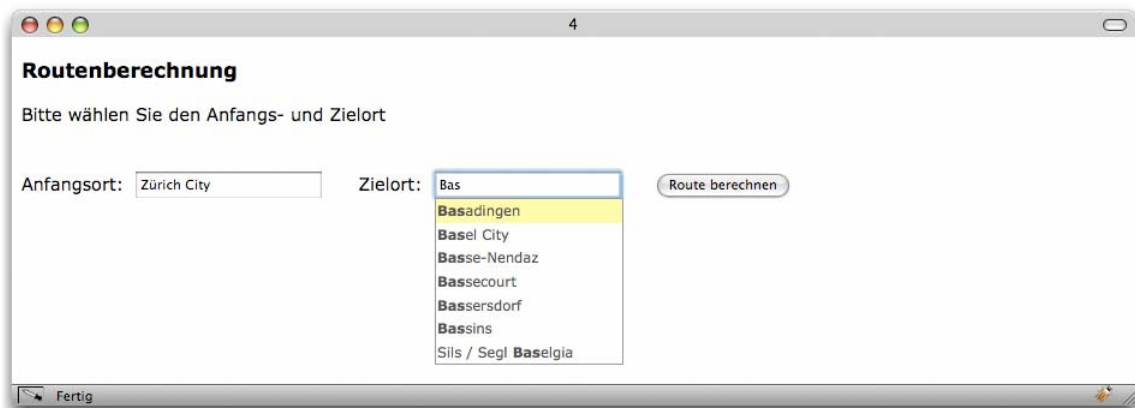 4
Routenberechnung
Bitte wählen Sie den Anfangs- und Zielort
Anfangsort: Zürich City Zielort: Bas Route berechnen
Basadingen
Basel City
Basse-Nendaz
Bassecourt
Bassersdorf
Bassins
Sils / Segl Baselgia
Fertig